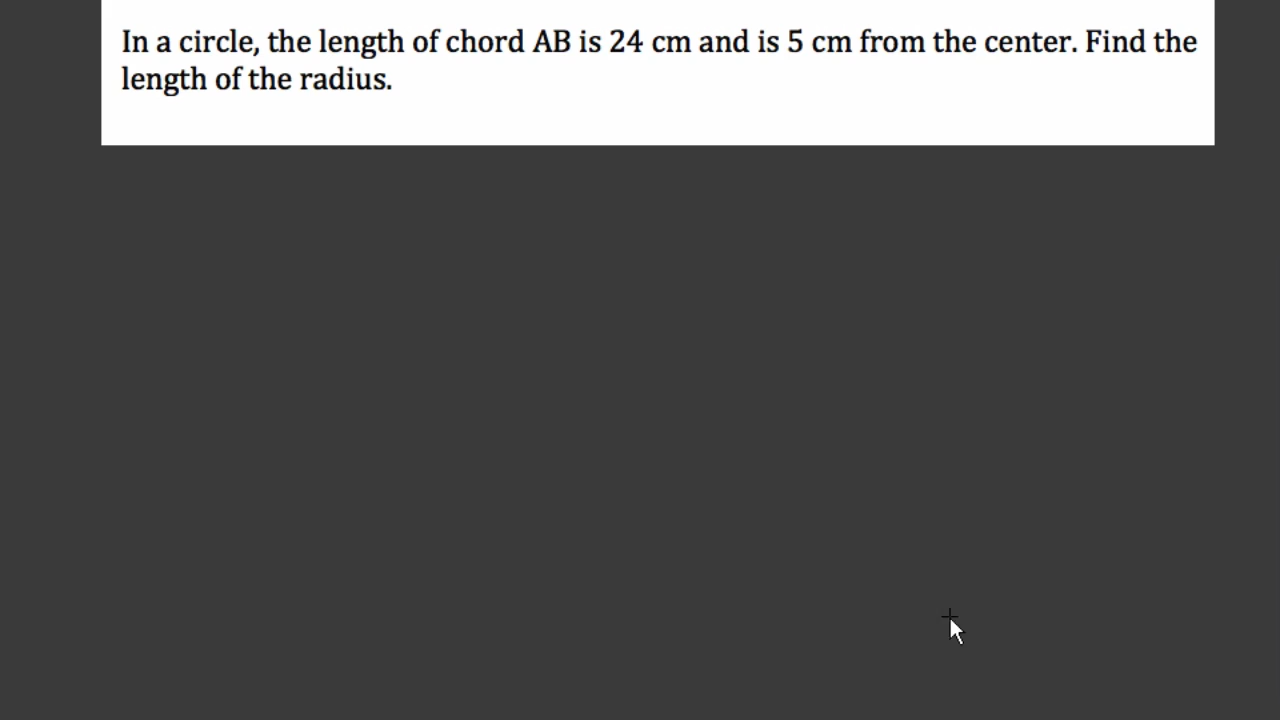 In a circle, the length of chord AB is 24 cm and is 5 cm from the center. Find the
length of the radius.